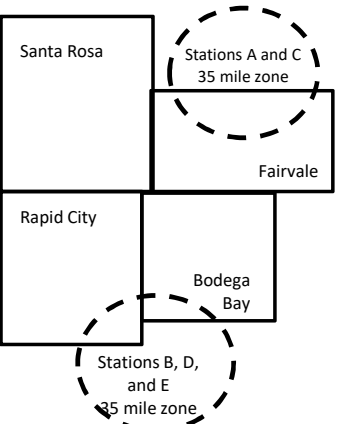 Santa Rosa
Stations A and C
35 mile zone
Fairvale
Rapid City
Bodega
Bay
Stations B, D,
and E
35 mile zone